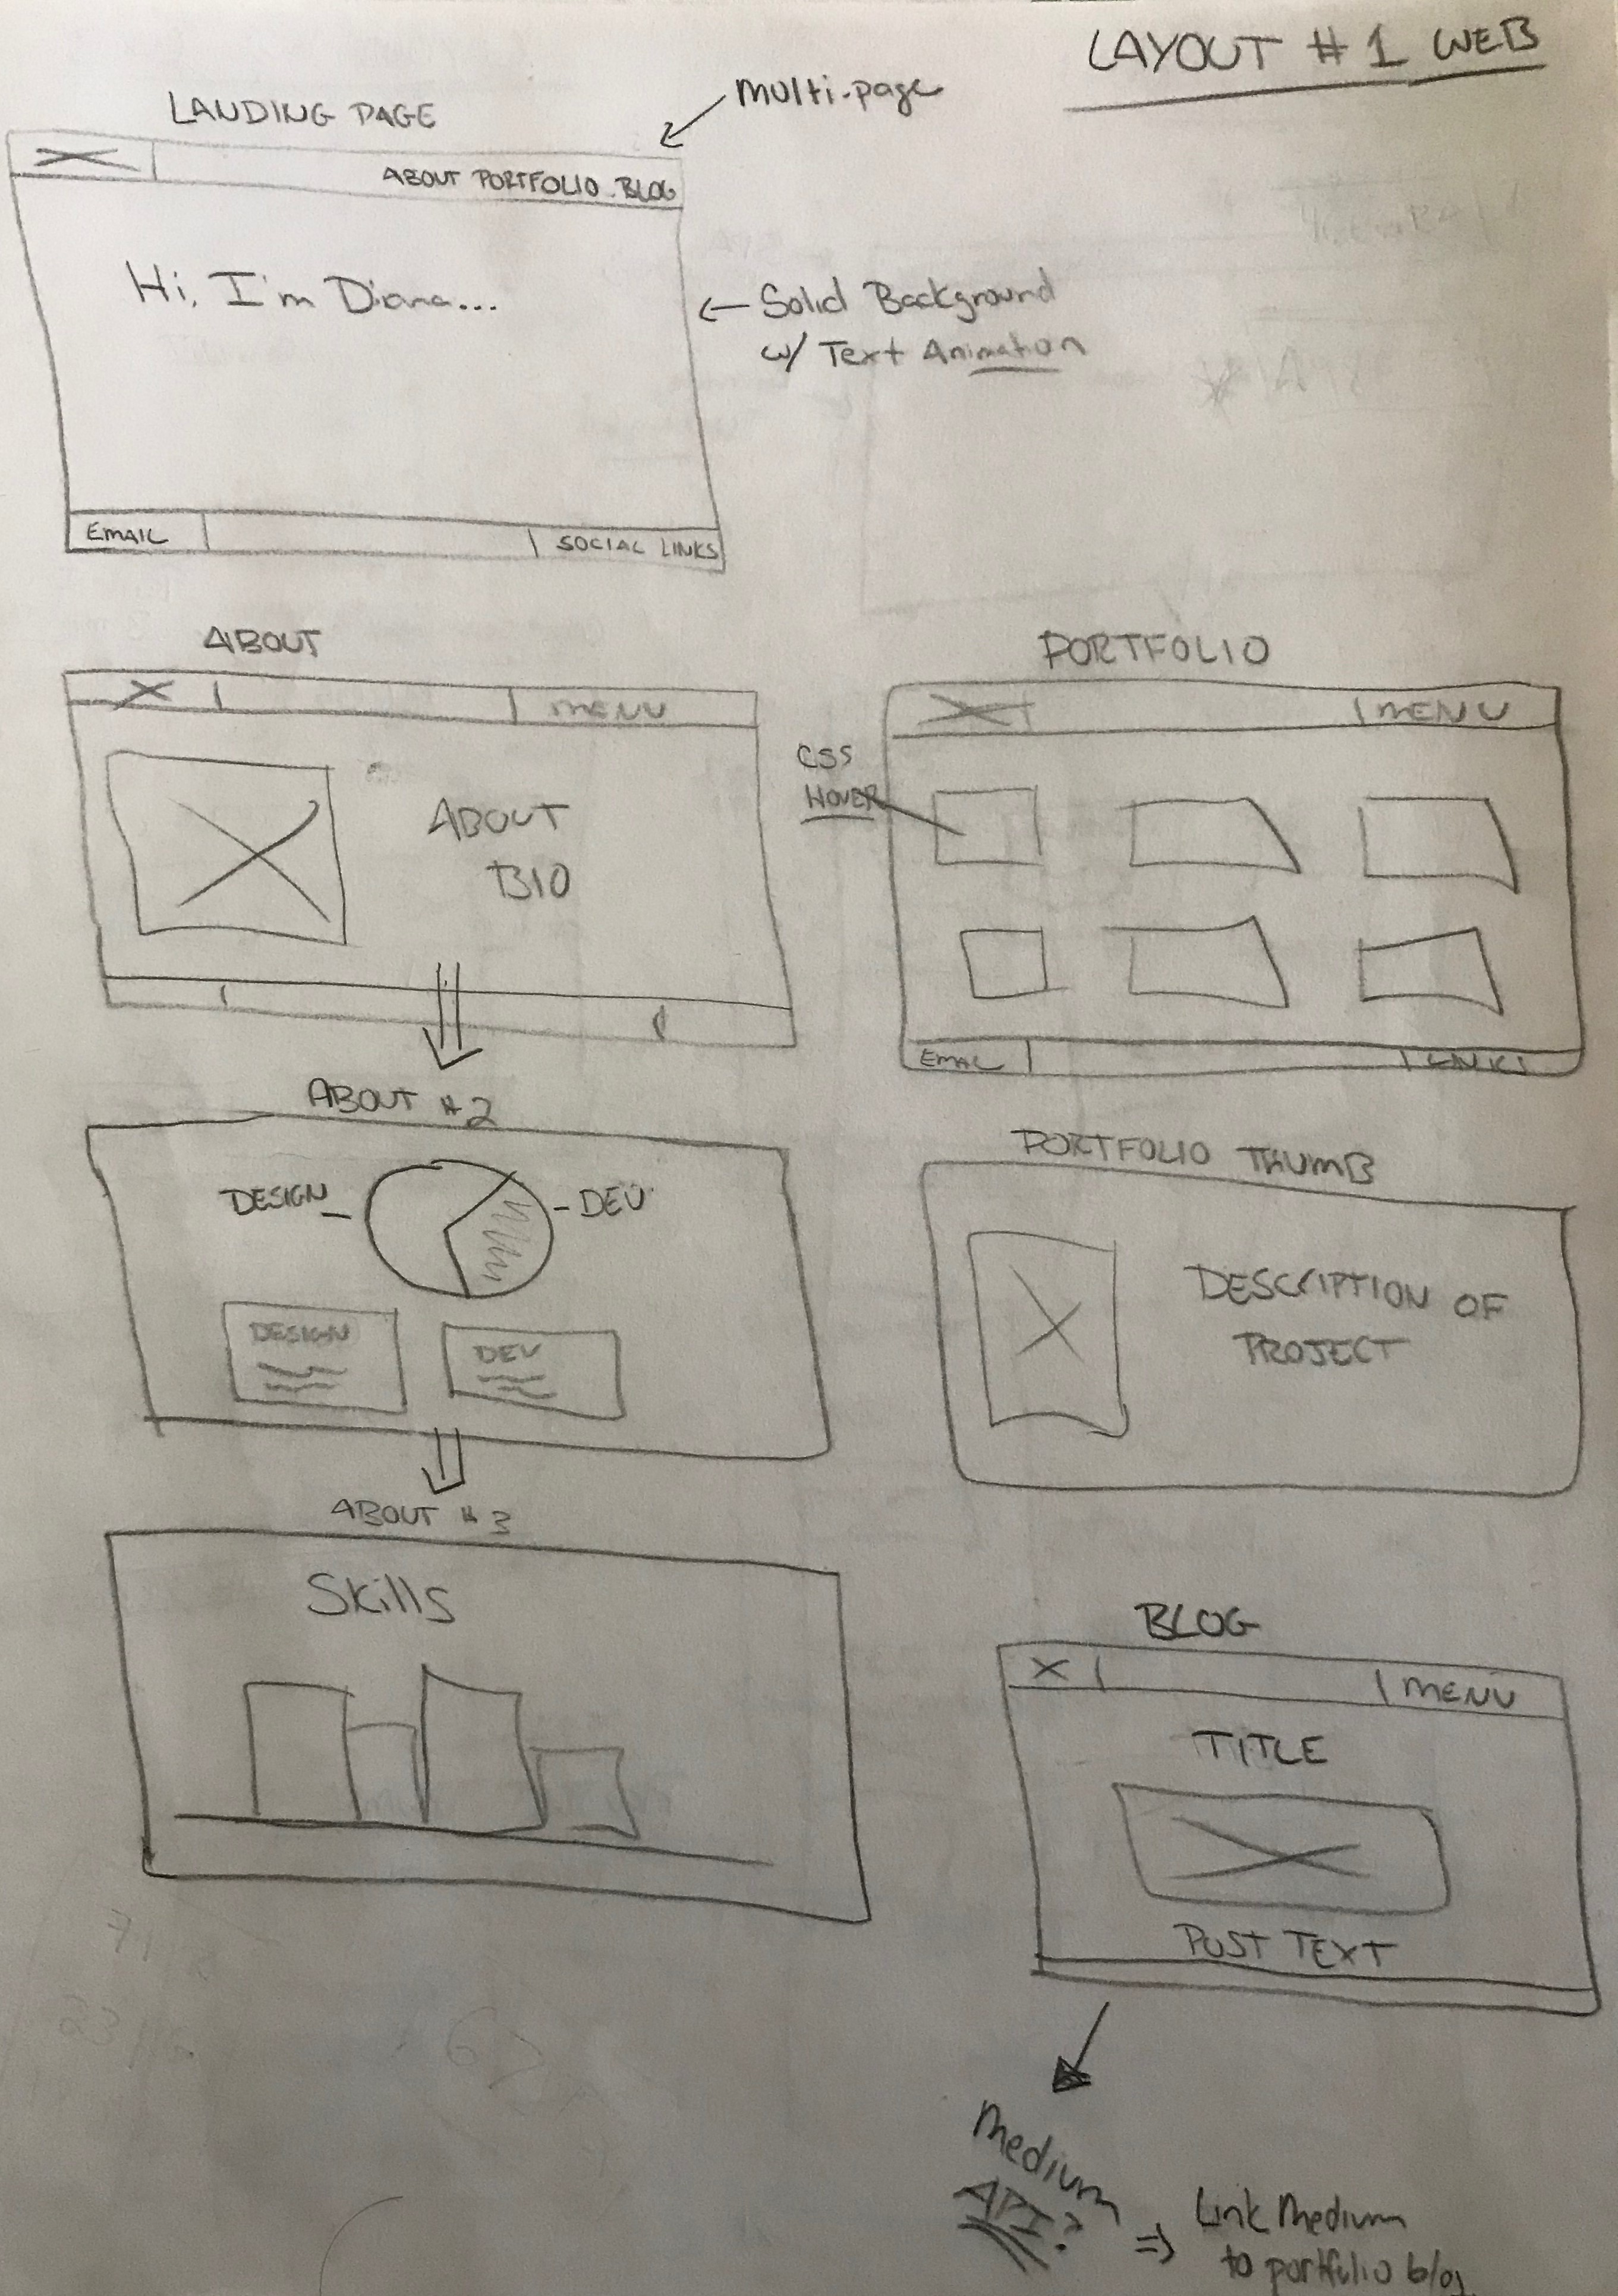 LAYOUT #1 WEB
LANDING PAGE
multi-page
ABOUT PORTFOLIO. BLOG
Hi, I'm Diana...
Solid Background
w/ Text Animation
EMAIL
SOCIAL LINKS
ABOUT
MENU
ABOUT
BIO
PORTFOLIO
MENU
CSS
HOVER
EMAIL
LINKS
ABOUT #2
DESIGN
DEV
DESIGN
DEV
PORTFOLIO THUMB
DESCRIPTION OF
PROJECT
ABOUT #3
Skills
BLOG
MENU
TITLE
POST TEXT
Medium
API?
Link Medium
to portfolio blog